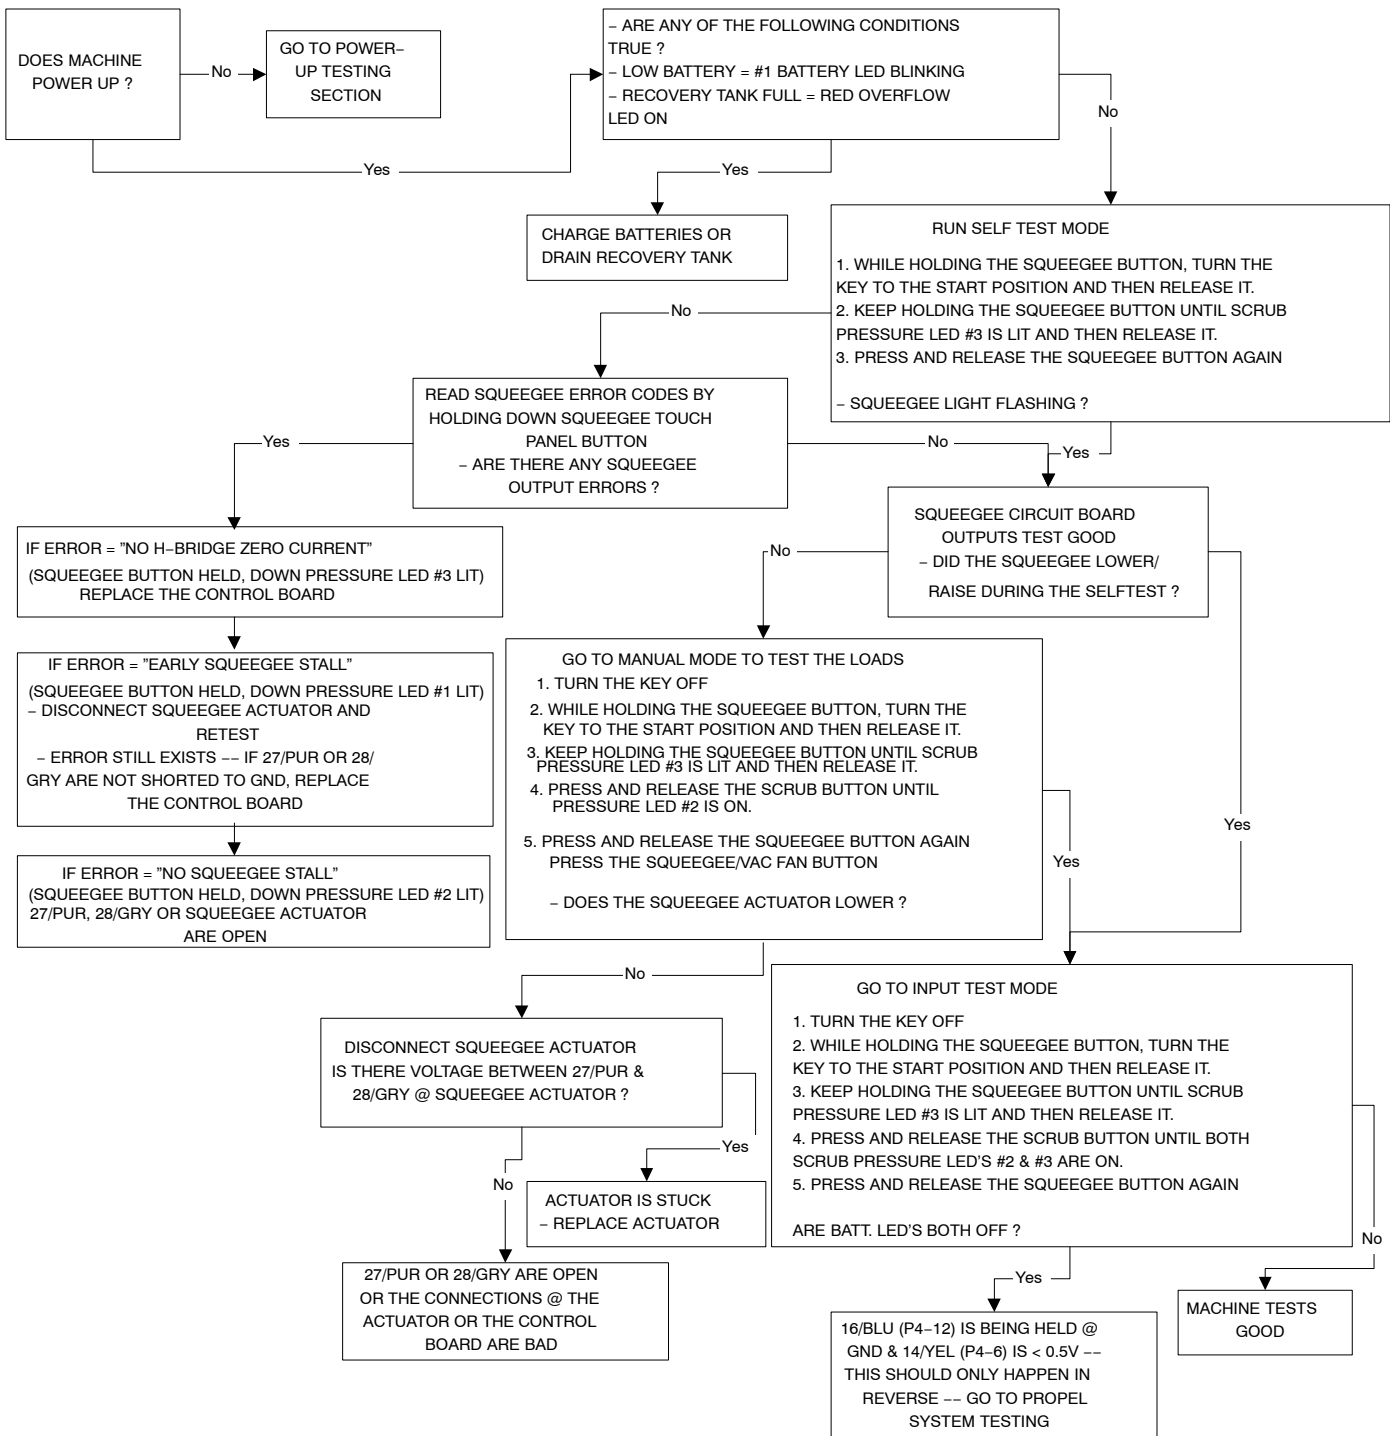 DOES MACHINE
POWER UP ?
No
GO TO POWER–
UP TESTING
SECTION
Yes
– ARE ANY OF THE FOLLOWING CONDITIONS
TRUE ?
– LOW BATTERY = #1 BATTERY LED BLINKING
– RECOVERY TANK FULL = RED OVERFLOW
LED ON
No
Yes
CHARGE BATTERIES OR
DRAIN RECOVERY TANK
RUN SELF TEST MODE
1. WHILE HOLDING THE SQUEEGEE BUTTON, TURN THE
KEY TO THE START POSITION AND THEN RELEASE IT.
2. KEEP HOLDING THE SQUEEGEE BUTTON UNTIL SCRUB
PRESSURE LED #3 IS LIT AND THEN RELEASE IT.
3. PRESS AND RELEASE THE SQUEEGEE BUTTON AGAIN
– SQUEEGEE LIGHT FLASHING ?
No
Yes
READ SQUEEGEE ERROR CODES BY
HOLDING DOWN SQUEEGEE TOUCH
PANEL BUTTON
– ARE THERE ANY SQUEEGEE
OUTPUT ERRORS ?
Yes
No
IF ERROR = ”NO H–BRIDGE ZERO CURRENT”
(SQUEEGEE BUTTON HELD, DOWN PRESSURE LED #3 LIT)
REPLACE THE CONTROL BOARD
IF ERROR = ”EARLY SQUEEGEE STALL”
(SQUEEGEE BUTTON HELD, DOWN PRESSURE LED #1 LIT)
– DISCONNECT SQUEEGEE ACTUATOR AND
RETEST
– ERROR STILL EXISTS –– IF 27/PUR OR 28/
GRY ARE NOT SHORTED TO GND, REPLACE
THE CONTROL BOARD
IF ERROR = ”NO SQUEEGEE STALL”
(SQUEEGEE BUTTON HELD, DOWN PRESSURE LED #2 LIT)
27/PUR, 28/GRY OR SQUEEGEE ACTUATOR
ARE OPEN
SQUEEGEE CIRCUIT BOARD
OUTPUTS TEST GOOD
– DID THE SQUEEGEE LOWER/
RAISE DURING THE SELFTEST ?
No
Yes
GO TO MANUAL MODE TO TEST THE LOADS
1. TURN THE KEY OFF
2. WHILE HOLDING THE SQUEEGEE BUTTON, TURN THE
KEY TO THE START POSITION AND THEN RELEASE IT.
3. KEEP HOLDING THE SQUEEGEE BUTTON UNTIL SCRUB
PRESSURE LED #3 IS LIT AND THEN RELEASE IT.
4. PRESS AND RELEASE THE SCRUB BUTTON UNTIL
PRESSURE LED #2 IS ON.
5. PRESS AND RELEASE THE SQUEEGEE BUTTON AGAIN
PRESS THE SQUEEGEE/VAC FAN BUTTON
– DOES THE SQUEEGEE ACTUATOR LOWER ?
Yes
No
DISCONNECT SQUEEGEE ACTUATOR
IS THERE VOLTAGE BETWEEN 27/PUR &
28/GRY @ SQUEEGEE ACTUATOR ?
Yes
No
ACTUATOR IS STUCK
– REPLACE ACTUATOR
27/PUR OR 28/GRY ARE OPEN
OR THE CONNECTIONS @ THE
ACTUATOR OR THE CONTROL
BOARD ARE BAD
GO TO INPUT TEST MODE
1. TURN THE KEY OFF
2. WHILE HOLDING THE SQUEEGEE BUTTON, TURN THE
KEY TO THE START POSITION AND THEN RELEASE IT.
3. KEEP HOLDING THE SQUEEGEE BUTTON UNTIL SCRUB
PRESSURE LED #3 IS LIT AND THEN RELEASE IT.
4. PRESS AND RELEASE THE SCRUB BUTTON UNTIL BOTH
SCRUB PRESSURE LED'S #2 & #3 ARE ON.
5. PRESS AND RELEASE THE SQUEEGEE BUTTON AGAIN
ARE BATT. LED'S BOTH OFF ?
No
Yes
MACHINE TESTS
GOOD
16/BLU (P4–12) IS BEING HELD @
GND & 14/YEL (P4–6) IS < 0.5V ––
THIS SHOULD ONLY HAPPEN IN
REVERSE –– GO TO PROPEL
SYSTEM TESTING